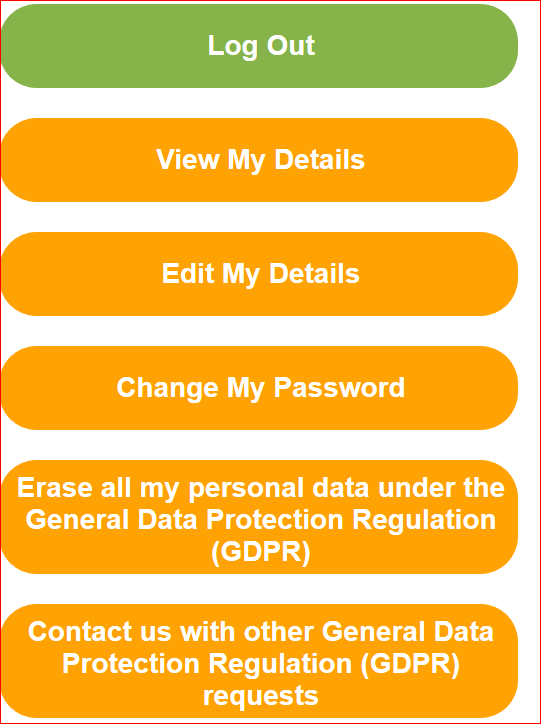 Log Out
View My Details
Edit My Details
Change My Password
Erase all my personal data under the
General Data Protection Regulation
(GDPR)
Contact us with other General Data
Protection Regulation (GDPR)
requests